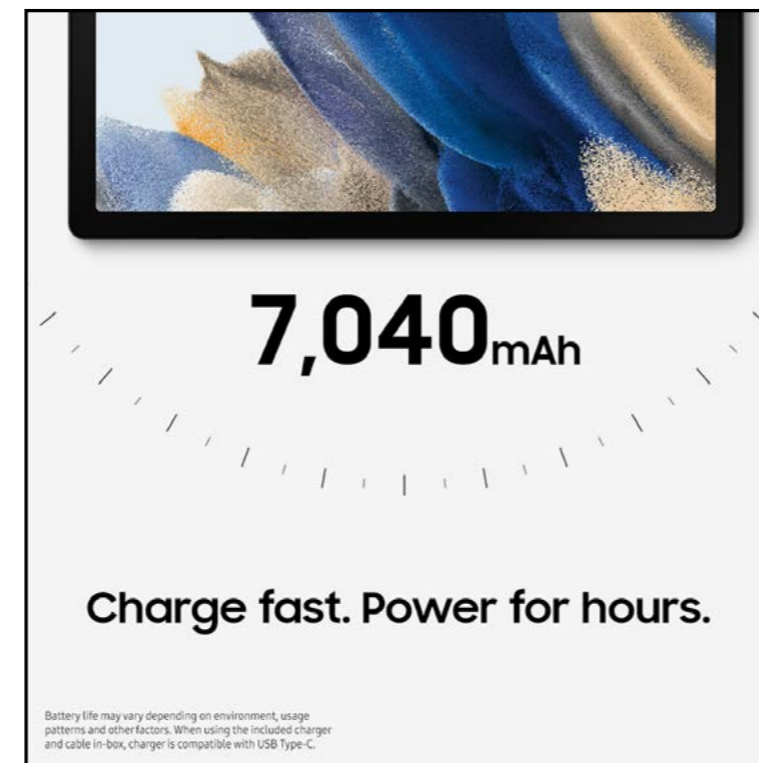 7,040mAh
Charge fast. Power for hours.
Battery life may vary depending on environment, usage
patterns and other factors. When using the included charger
and cable in-box, charger is compatible with USB Type-C.